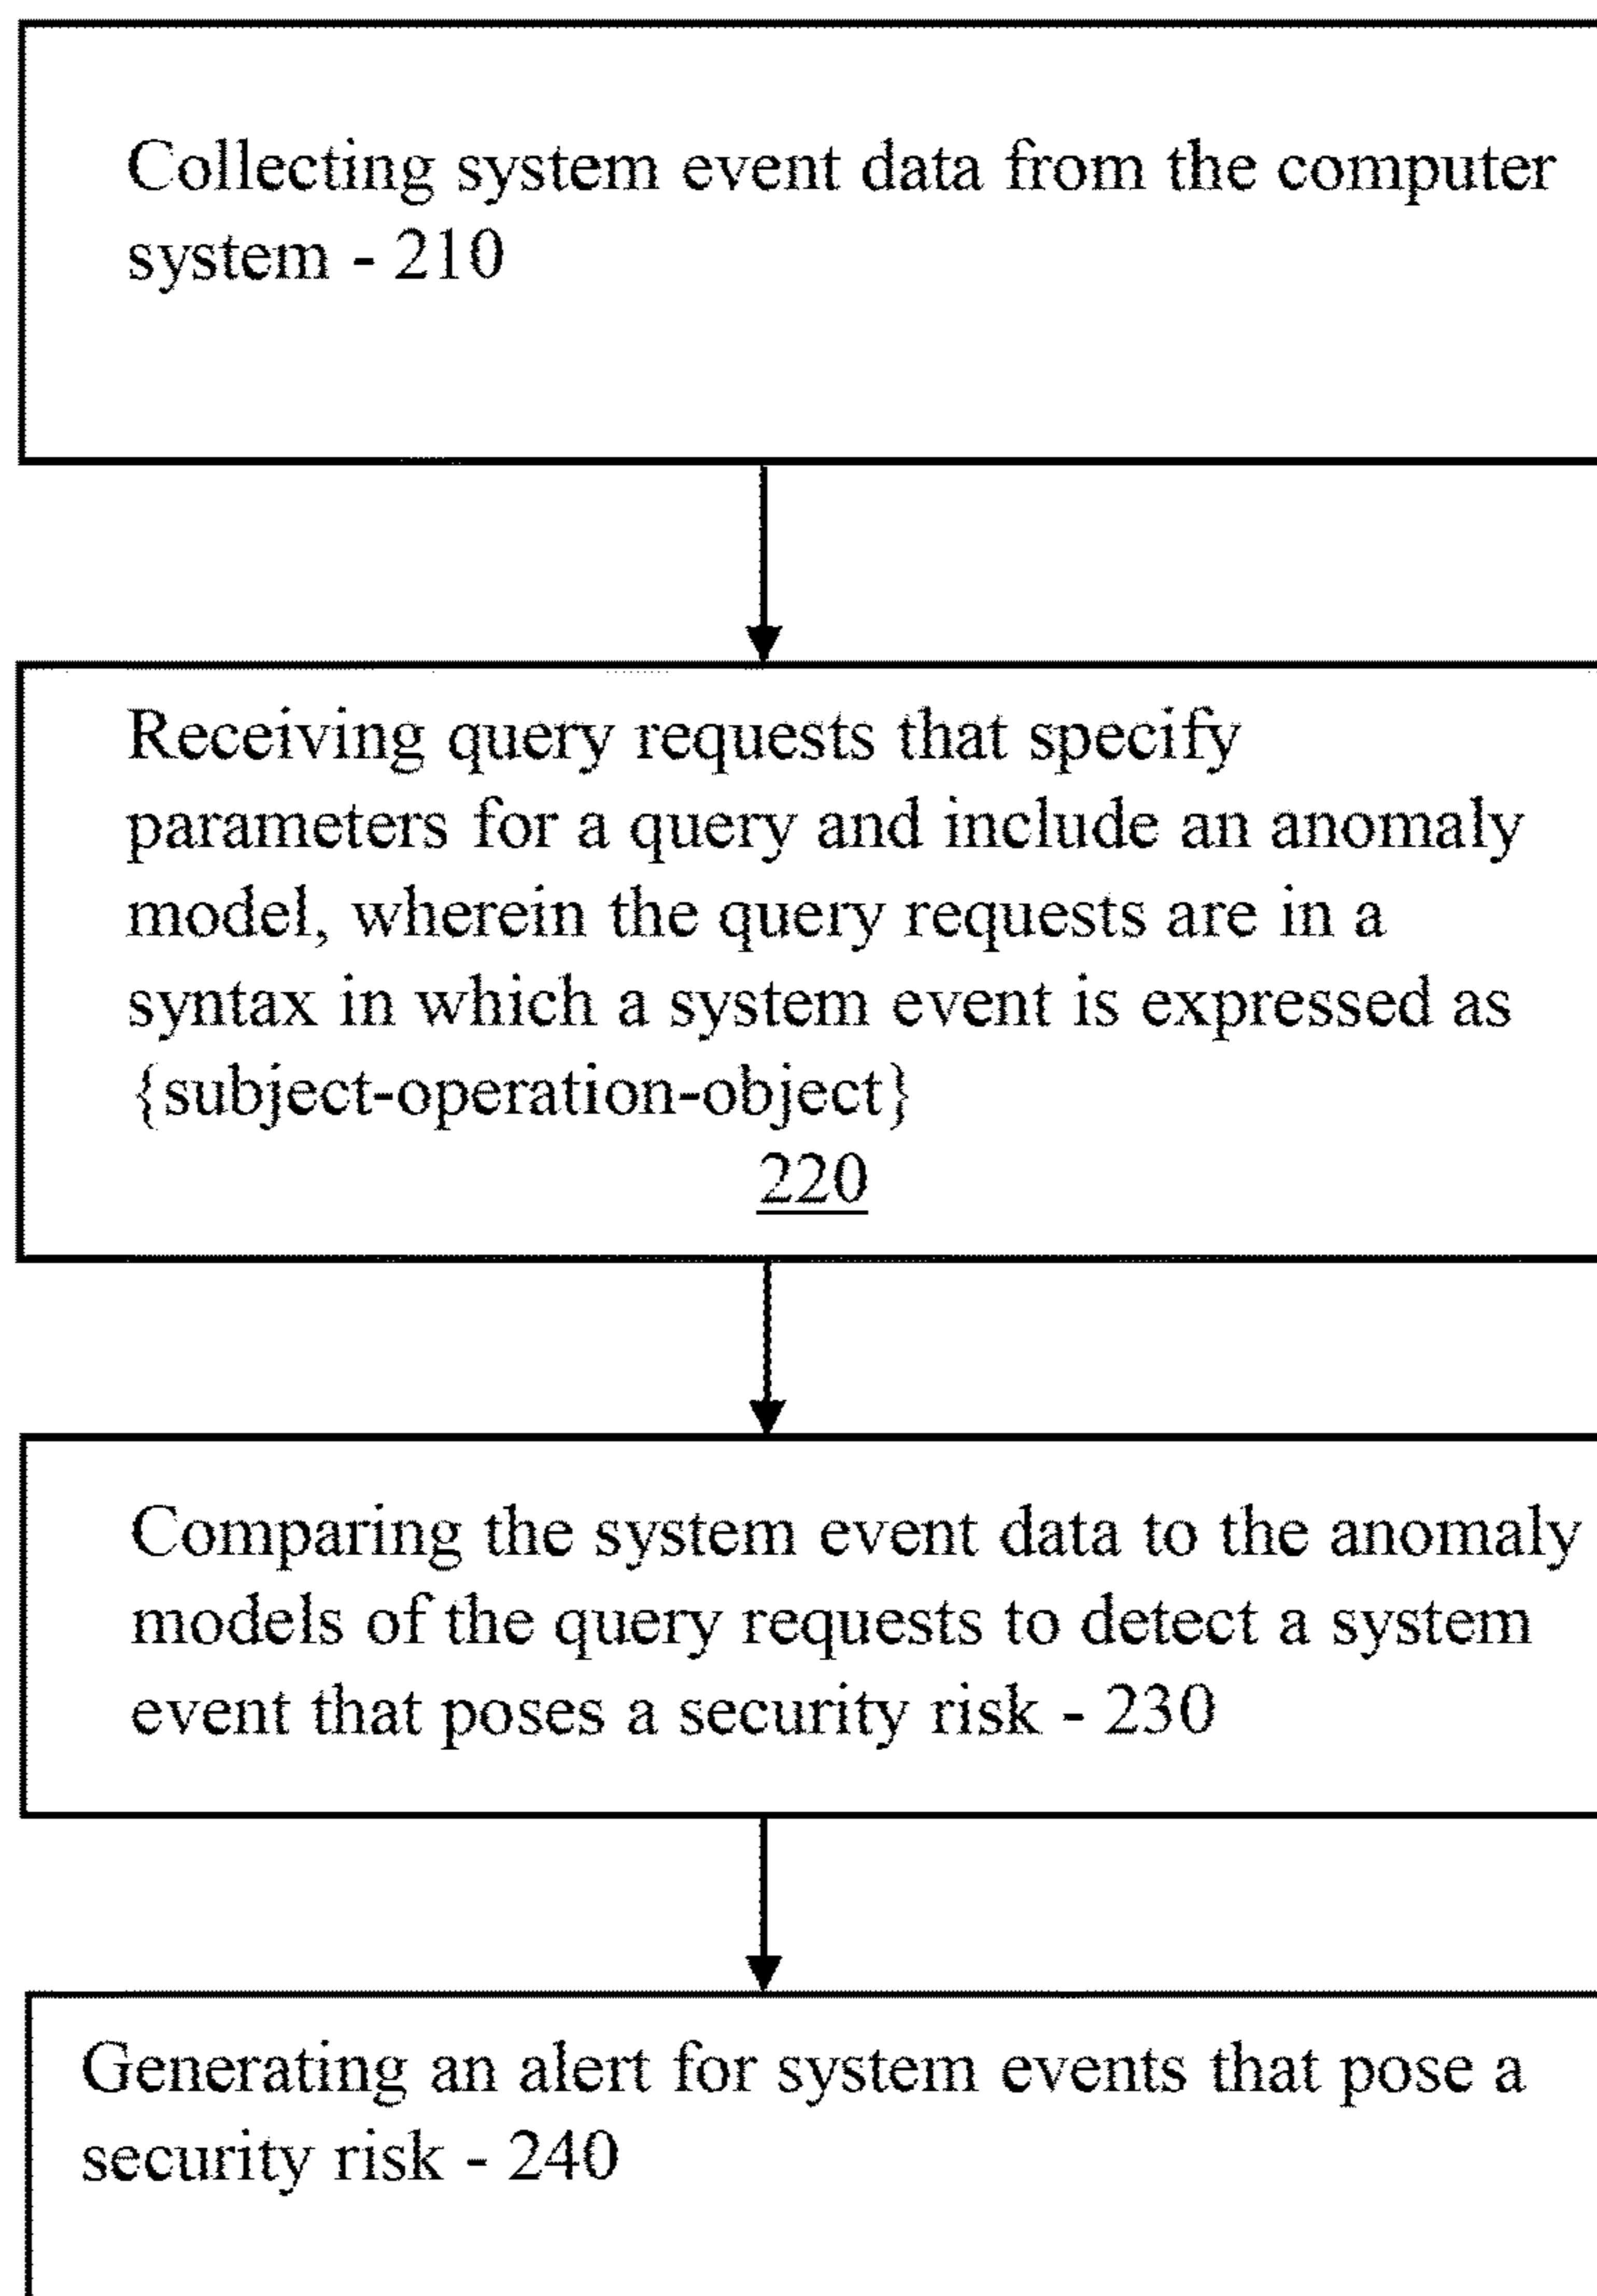 Collecting system event data from the computer
system - 210
Receiving query requests that specify
parameters for a query and include an anomaly
model, wherein the query requests are in a
syntax in which a system event is expressed as
{subject-operation-object}
220
Comparing the system event data to the anomaly
models of the query requests to detect a system
event that poses a security risk - 230
Generating an alert for system events that pose a
security risk - 240